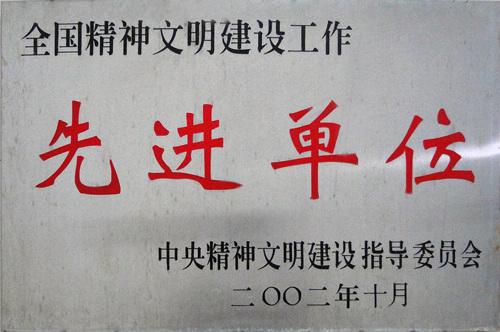 全国精神文明建设工作
先进单位
中央精神文明建设指导委员会
二〇〇二年十月